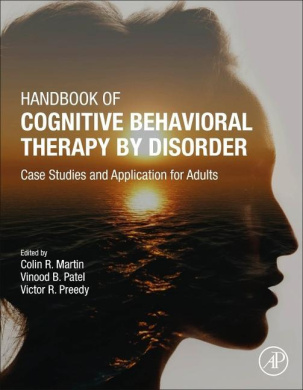 HANDBOOK OF
COGNITIVE BEHAVIORAL
THERAPY BY DISORDER
Case Studies and Application for Adults
Edited by
Colin R. Martin
Vinood B. Patel
Victor R. Preedy
AP